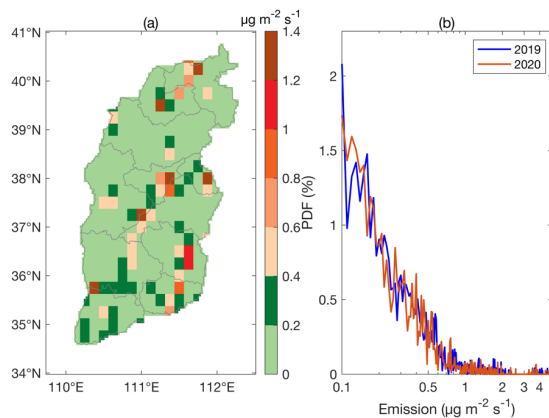 (a)
µg m⁻² s⁻¹
41°N
40°N
39°N
38°N
37°N
36°N
35°N
34°N
110°E
111°E
112°E
1.4
1.2
1
0.8
0.6
0.4
0.2
0
(b)
2019
2020
PDF (%)
2
1.5
1
0.5
0
0.1
0.5
1
2
3
4
Emission (µg m⁻² s⁻¹)